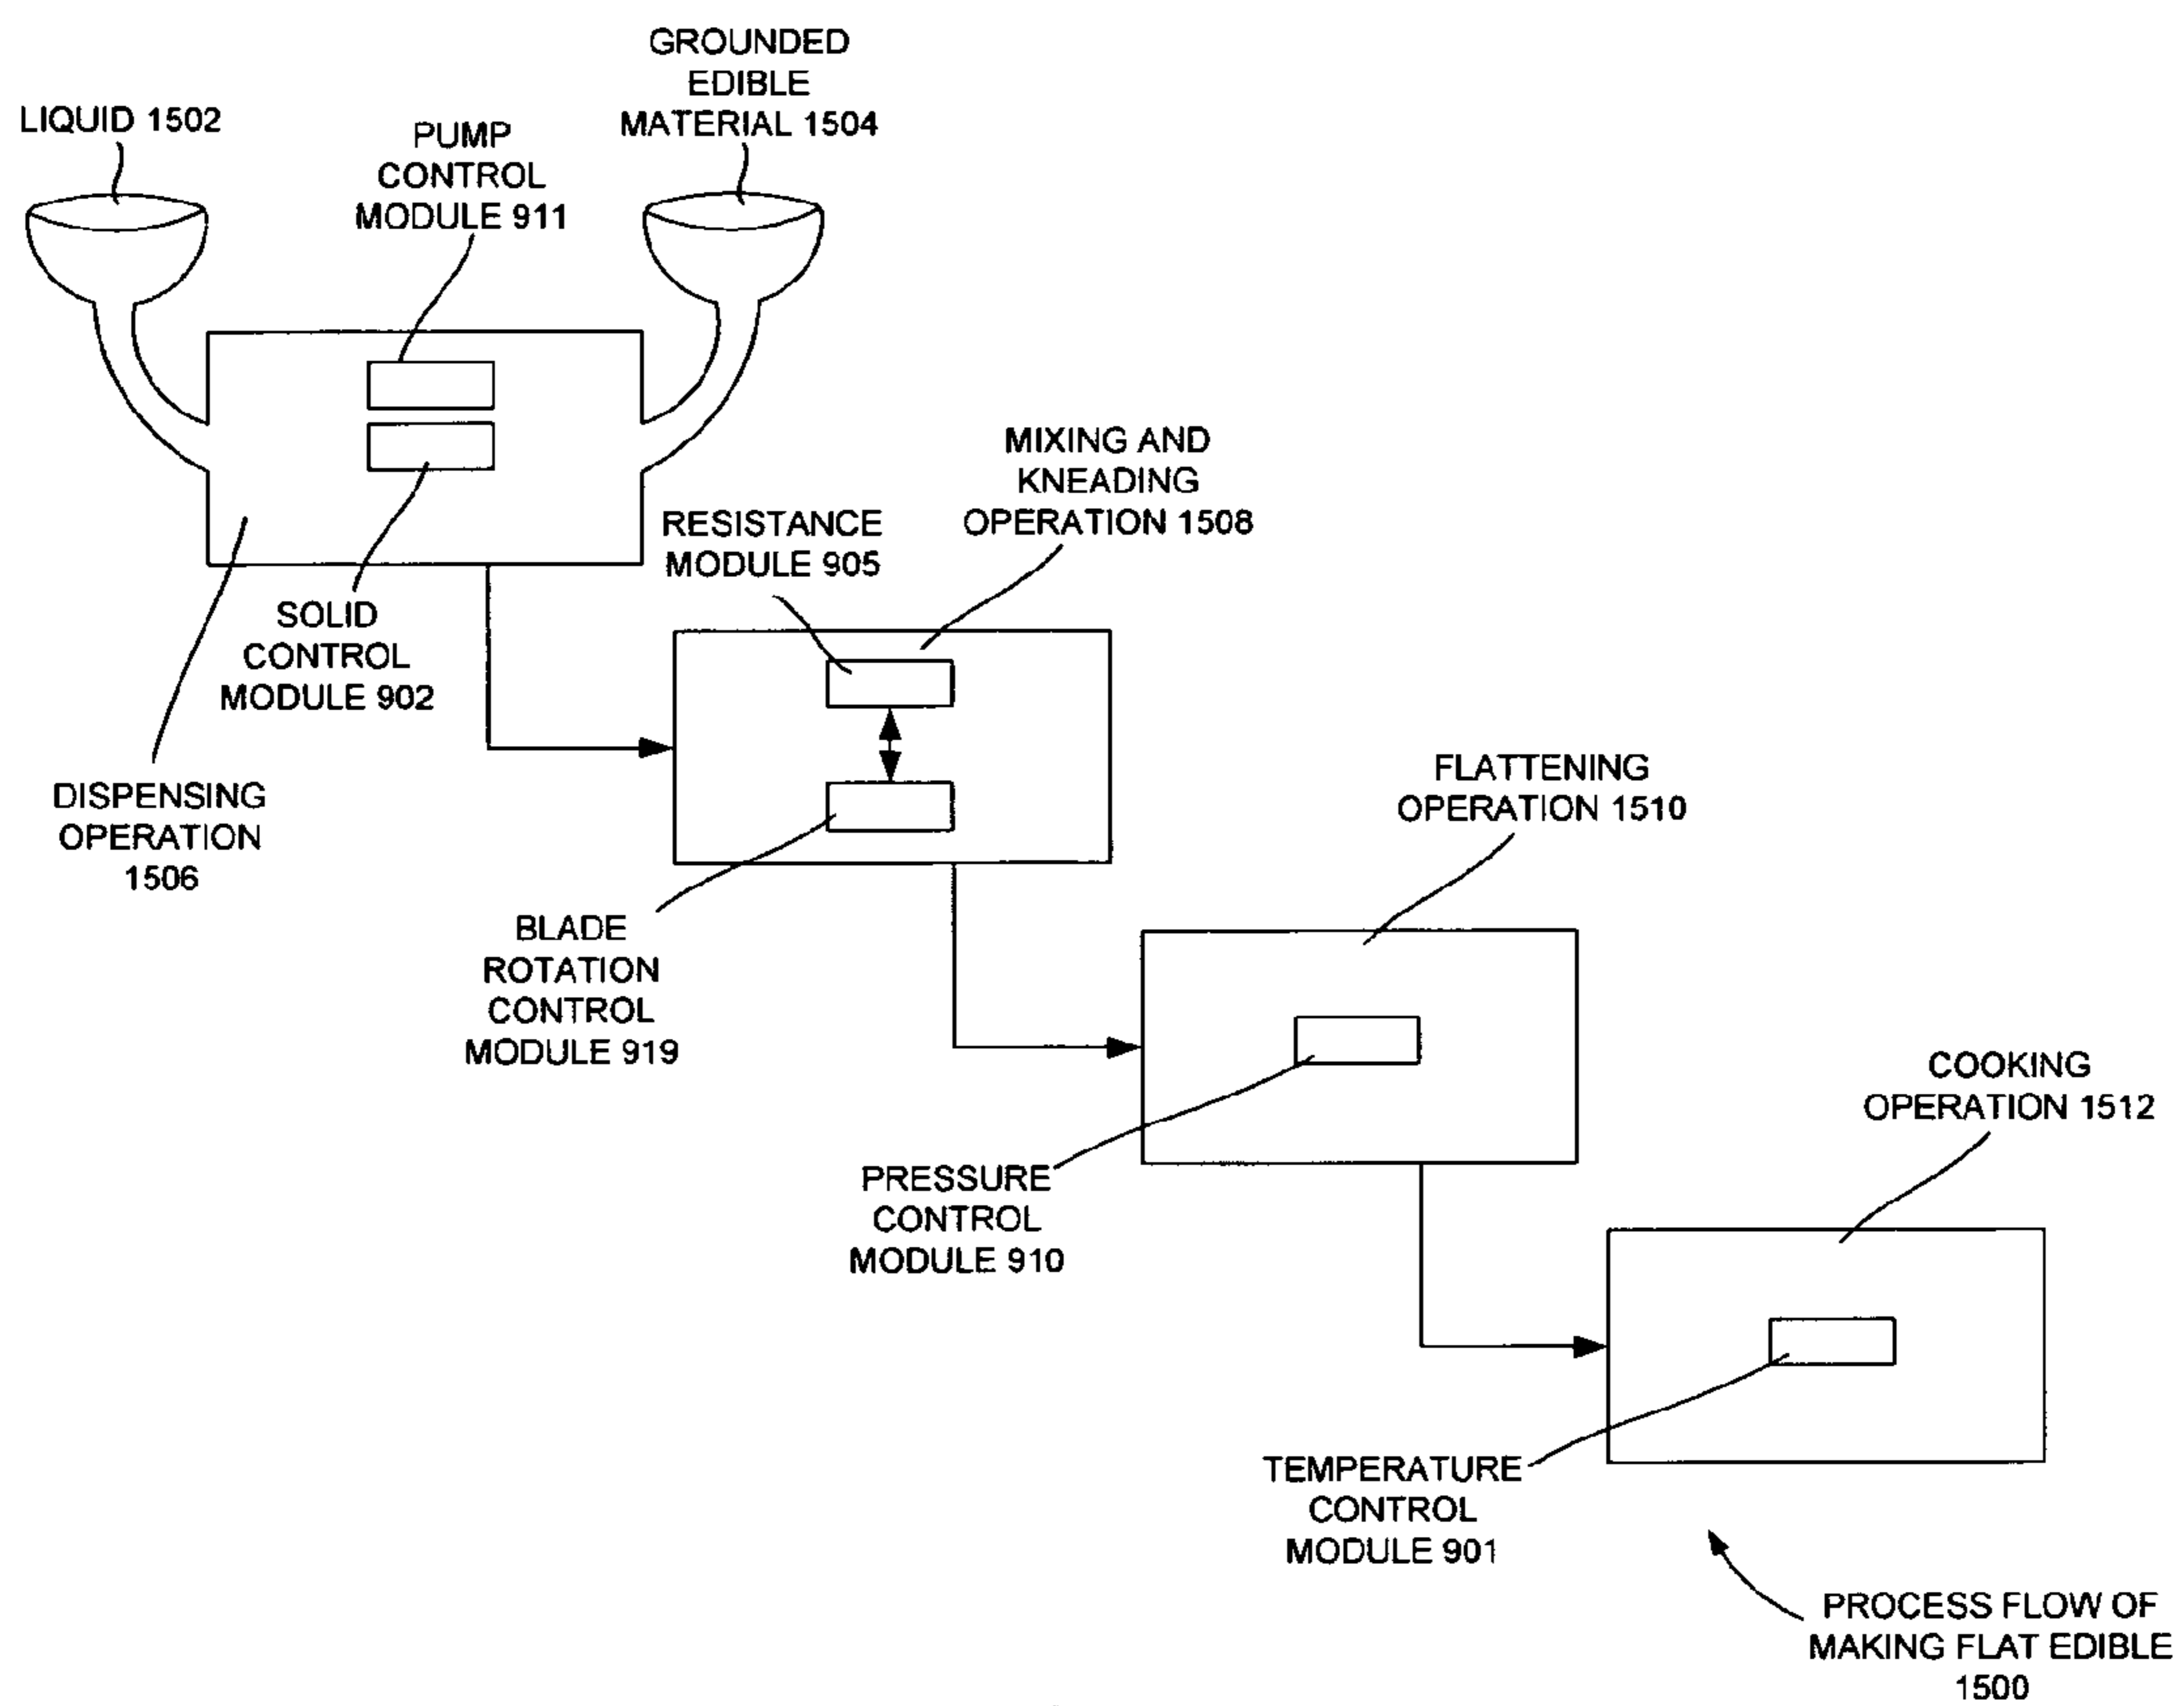 GROUNDED
EDIBLE
MATERIAL 1504
LIQUID 1502
PUMP
CONTROL
MODULE 911
MIXING AND
KNEADING
OPERATION 1508
RESISTANCE
MODULE 905
SOLID
CONTROL
MODULE 902
DISPENSING
OPERATION
1506
FLATTENING
OPERATION 1510
BLADE
ROTATION
CONTROL
MODULE 919
COOKING
OPERATION 1512
PRESSURE
CONTROL
MODULE 910
TEMPERATURE
CONTROL
MODULE 901
PROCESS FLOW OF
MAKING FLAT EDIBLE
1500